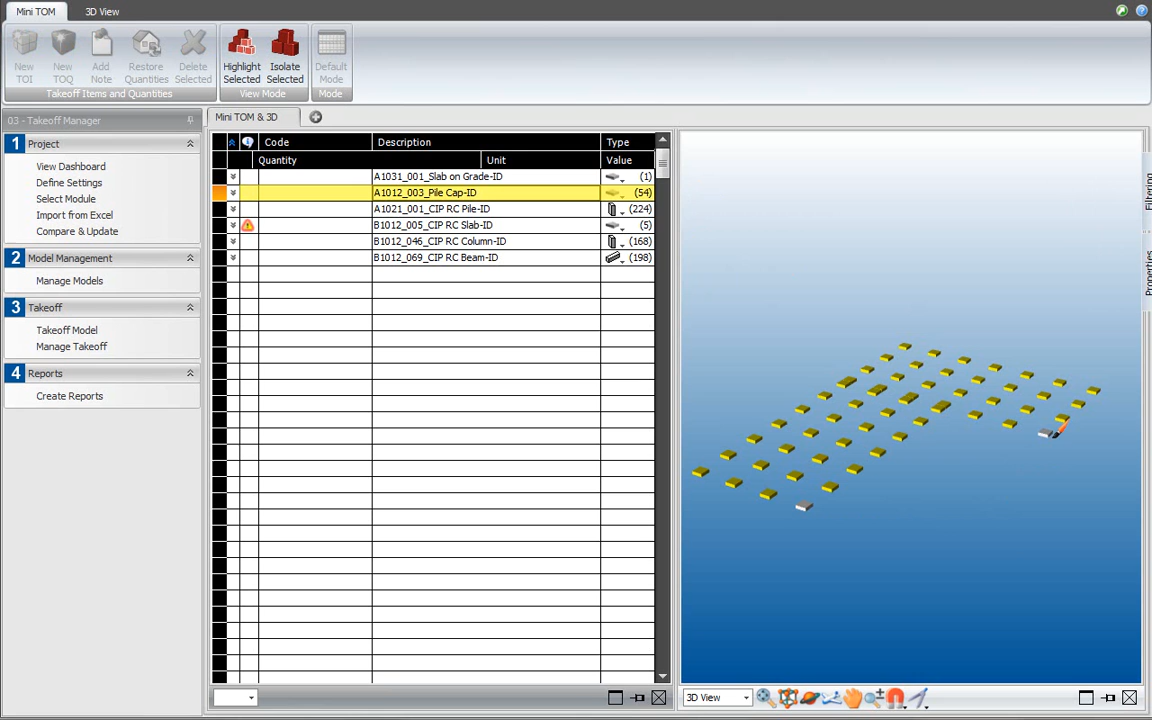 Mini TOM
3D View
New TOI
New TOQ
Add Note
Restore Quantities
Delete Selected
Highlight Selected
Isolate Selected
Default Mode
Takeoff Items and Quantities
View Mode
Mode
03 - Takeoff Manager
1 Project
View Dashboard
Define Settings
Select Module
Import from Excel
Compare & Update
2 Model Management
Manage Models
3 Takeoff
Takeoff Model
Manage Takeoff
4 Reports
Create Reports
Mini TOM & 3D
Code Description Type
Quantity Unit Value
A1031_001_Slab on Grade-ID (1)
A1012_003_Pile Cap-ID (54)
A1021_001_CIP RC Pile-ID (224)
B1012_005_CIP RC Slab-ID (5)
B1012_046_CIP RC Column-ID (168)
B1012_069_CIP RC Beam-ID (198)
3D View
Filtering
Properties